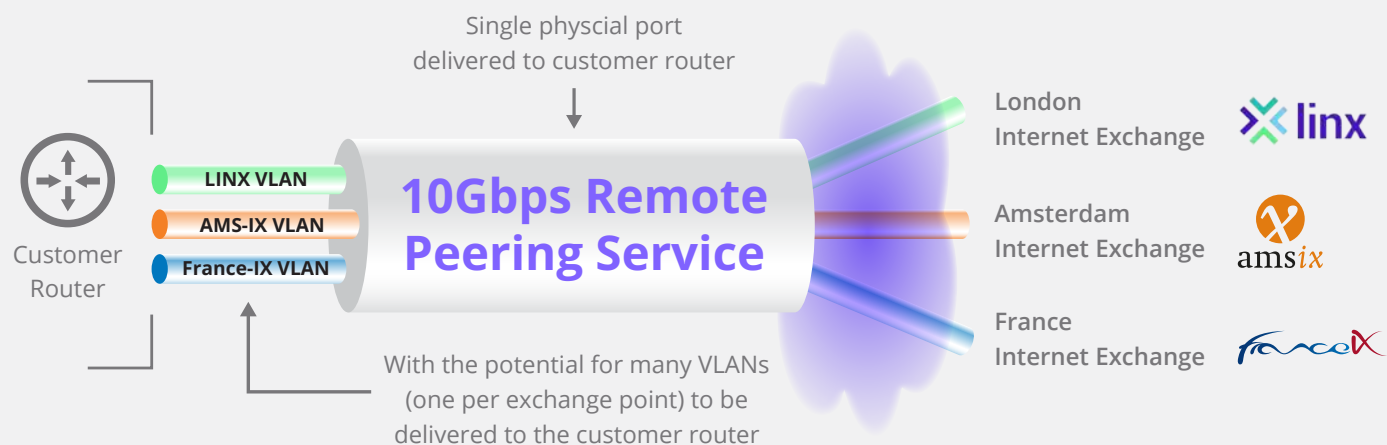 Single physcial port
delivered to customer router
Customer
Router
LINX VLAN
AMS-IX VLAN
France-IX VLAN
10Gbps Remote
Peering Service
London
Internet Exchange
linx
Amsterdam
Internet Exchange
amsix
France
Internet Exchange
franceIX
With the potential for many VLANs
(one per exchange point) to be
delivered to the customer router